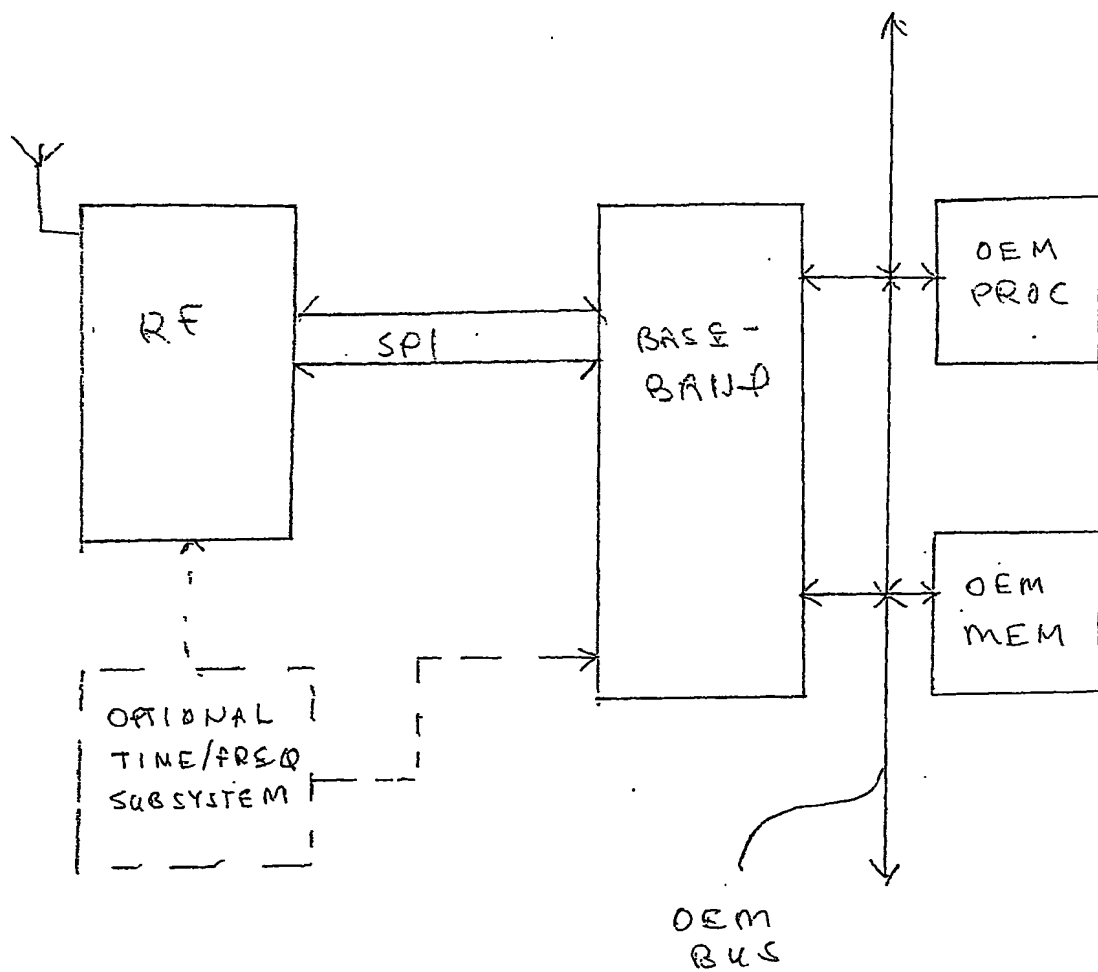 RF
SPI
BASE-
BAND
OEM
PROC
OEM
MEM
OPTIONAL
TIME/FREQ
SUBSYSTEM
OEM
BUS